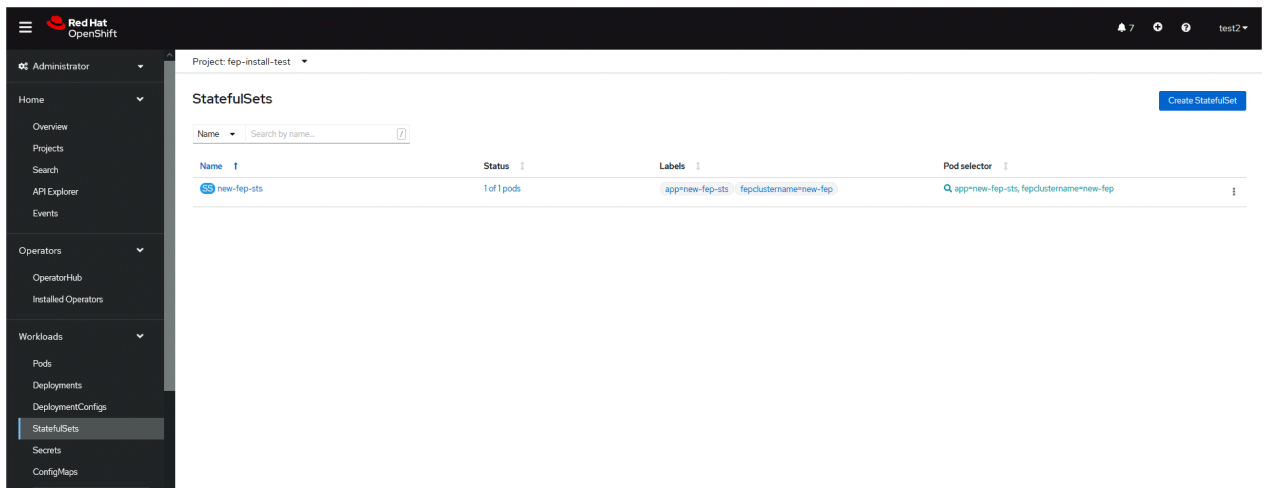 Red Hat
OpenShift
7
test2
Administrator
Project: fep-install-test
Home
Overview
Projects
Search
API Explorer
Events
Operators
OperatorHub
Installed Operators
Workloads
Pods
Deployments
DeploymentConfigs
StatefulSets
Secrets
ConfigMaps
StatefulSets
Create StatefulSet
Name Search by name... /
Name Status Labels Pod selector
SS new-fep-sts 1 of 1 pods app=new-fep-sts fepclustername=new-fep app=new-fep-sts, fepclustername=new-fep